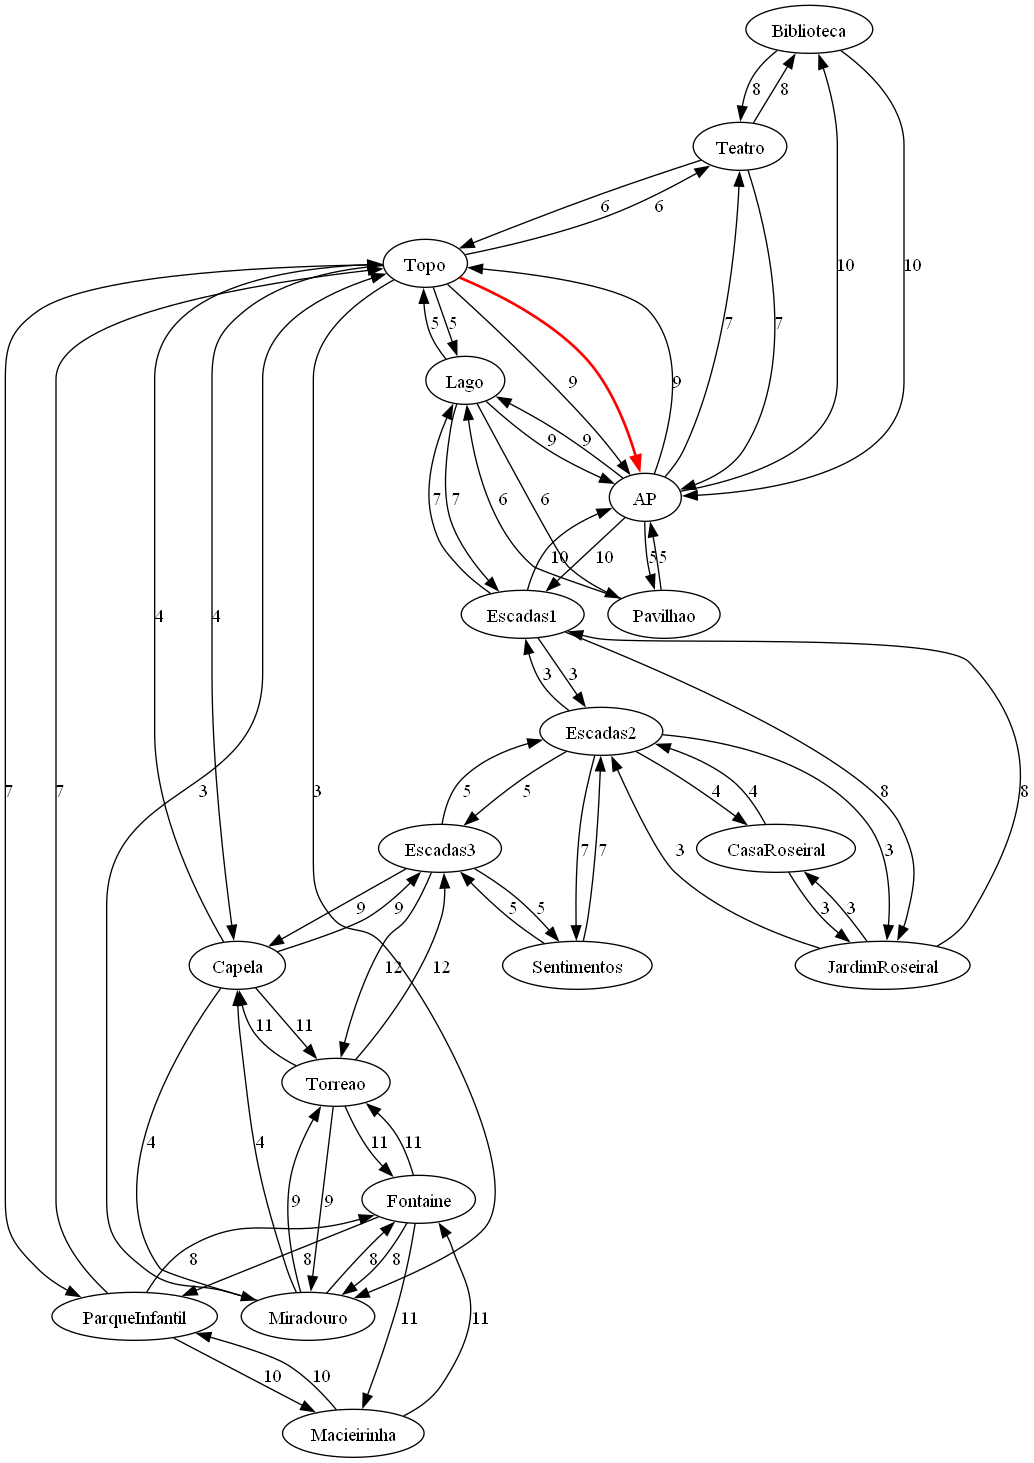 Biblioteca
8 8
Teatro
6 6
Topo
10 10
5 5
7 7
9 9
Lago
9 9
7 7
6 6
AP
10 10
55
Escadas1
Pavilhao
3 3
Escadas2
4 4
7 7
3 3
5 5
4 4
8 8
Escadas3
CasaRoseiral
7 7
3 3
9 9
5 5
3 3
Capela
Sentimentos
JardimRoseiral
12 12
11 11
Torreao
4 4
11 11
9 9
Fontaine
8 8
8 8
ParqueInfantil
Miradouro
11 11
10 10
Macieirinha